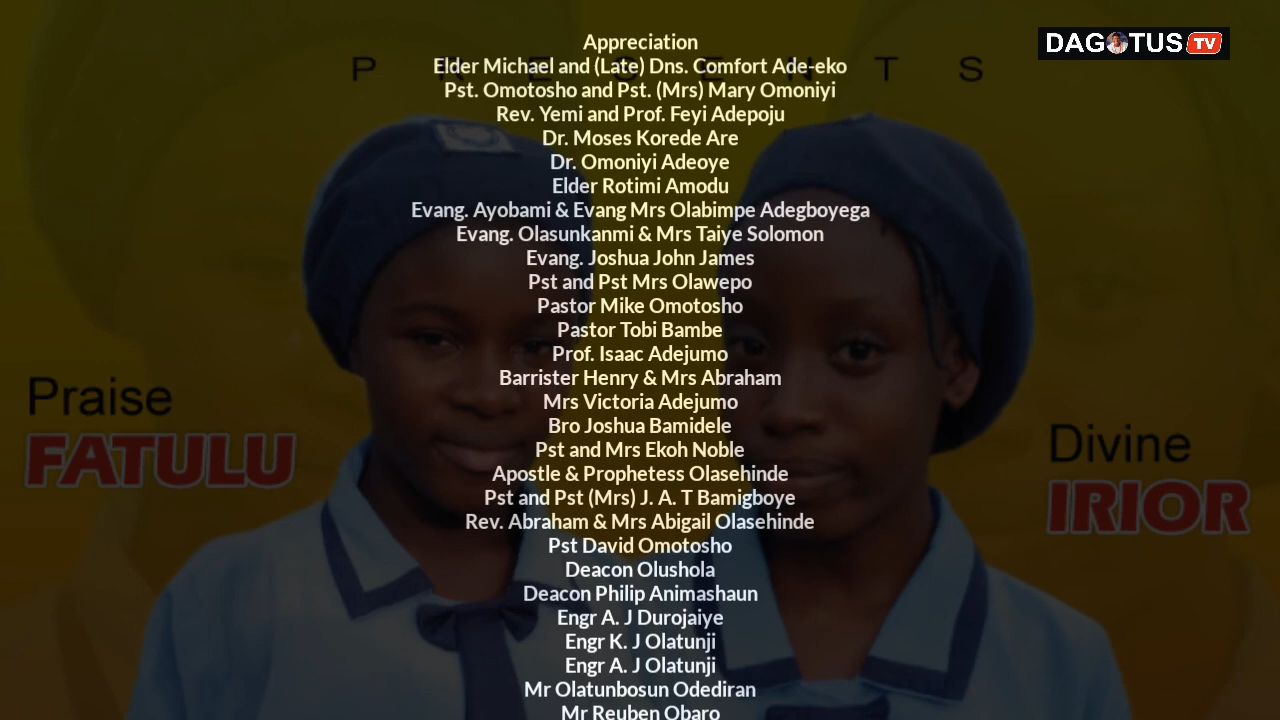 DAGOTUS TV
PRESENTS
Appreciation
Elder Michael and (Late) Dns. Comfort Ade-eko
Pst. Omotosho and Pst. (Mrs) Mary Omoniyi
Rev. Yemi and Prof. Feyi Adepoju
Dr. Moses Korede Are
Dr. Omoniyi Adeoye
Elder Rotimi Amodu
Evang. Ayobami & Evang Mrs Olabimpe Adegboyega
Evang. Olasunkanmi & Mrs Taiye Solomon
Evang. Joshua John James
Pst and Pst Mrs Olawepo
Pastor Mike Omotosho
Pastor Tobi Bambe
Prof. Isaac Adejumo
Barrister Henry & Mrs Abraham
Mrs Victoria Adejumo
Bro Joshua Bamidele
Pst and Mrs Ekoh Noble
Apostle & Prophetess Olasehinde
Pst and Pst (Mrs) J. A. T Bamigboye
Rev. Abraham & Mrs Abigail Olasehinde
Pst David Omotosho
Deacon Olushola
Deacon Philip Animashaun
Engr A. J Durojaiye
Engr K. J Olatunji
Engr A. J Olatunji
Mr Olatunbosun Odediran
Mr Reuben Obaro
Praise
FATULU
Divine
IRIOR